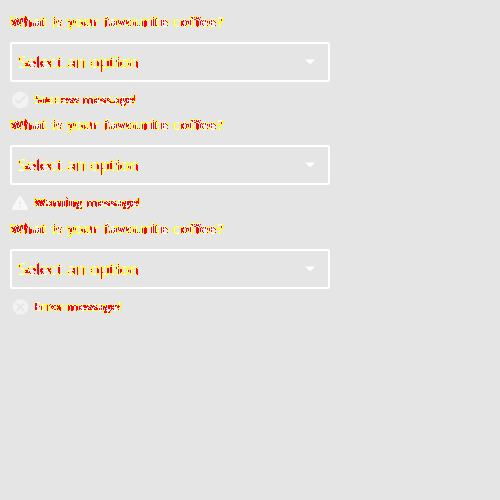 What is your favourite coffee?
Select an option
Success message!
What is your favourite coffee?
Select an option
Warning message!
What is your favourite coffee?
Select an option
Error message!